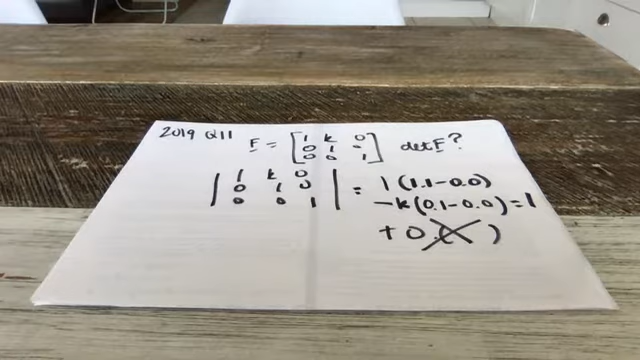 2019 Q11
F = [ 1 k 0
0 1 0
0 0 1 ] det F?
| 1 k 0
0 1 0
0 0 1 | = 1(1.1-0.0)
-k(0.1-0.0)=1
+0.( )